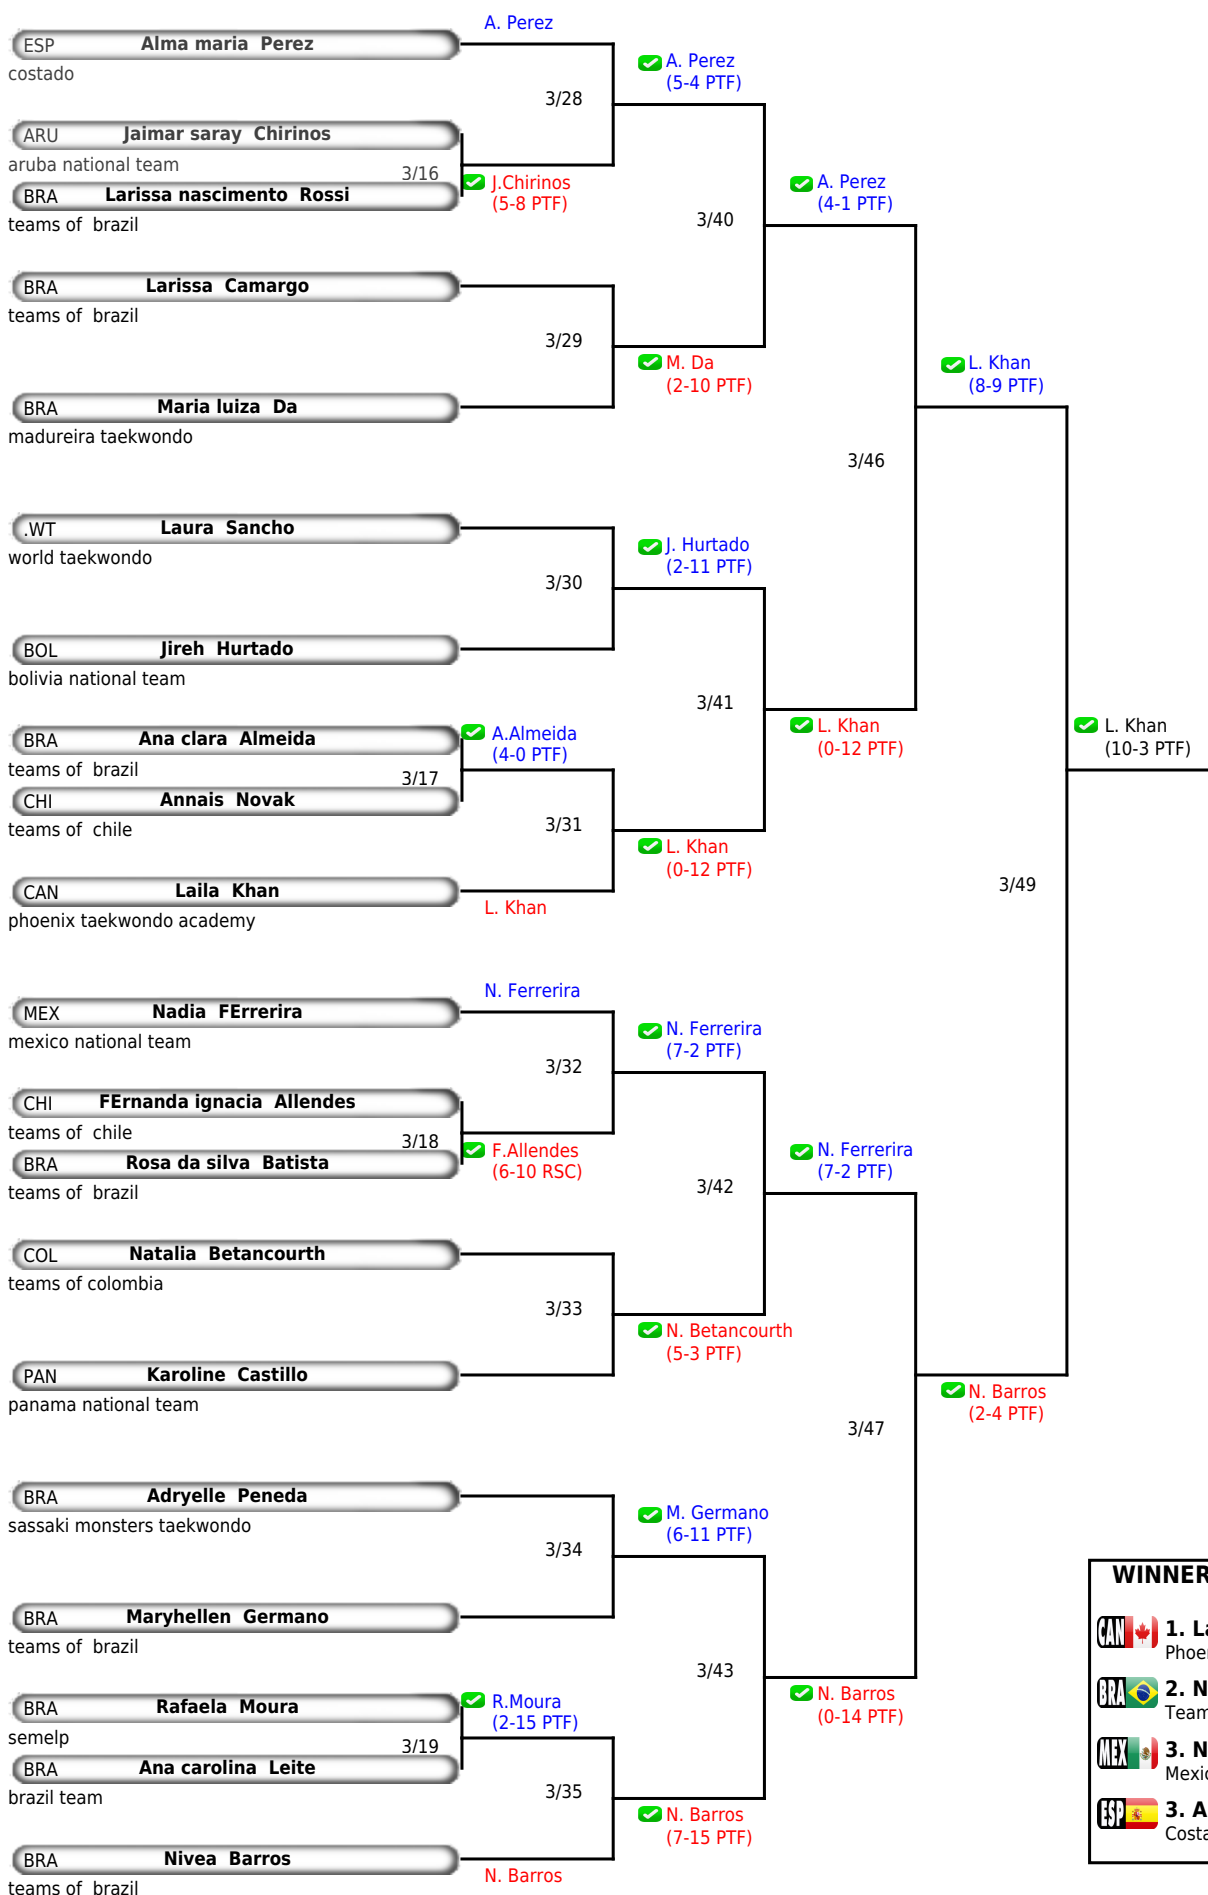 A. Perez
ESP Alma maria Perez
costado
A. Perez
(5-4 PTF)
3/28
ARU Jaimar saray Chirinos
aruba national team
3/16
BRA Larissa nascimento Rossi
teams of brazil
J.Chirinos
(5-8 PTF)
A. Perez
(4-1 PTF)
3/40
BRA Larissa Camargo
teams of brazil
3/29
M. Da
(2-10 PTF)
L. Khan
(8-9 PTF)
BRA Maria luiza Da
madureira taekwondo
3/46
.WT Laura Sancho
world taekwondo
J. Hurtado
(2-11 PTF)
3/30
BOL Jireh Hurtado
bolivia national team
3/41
BRA Ana clara Almeida
teams of brazil
A.Almeida
(4-0 PTF)
L. Khan
(0-12 PTF)
L. Khan
(10-3 PTF)
3/17
CHI Annais Novak
teams of chile
3/31
L. Khan
(0-12 PTF)
CAN Laila Khan
phoenix taekwondo academy
L. Khan
3/49
N. Ferrerira
MEX Nadia FErrerira
mexico national team
N. Ferrerira
(7-2 PTF)
3/32
CHI FErnanda ignacia Allendes
teams of chile
3/18
BRA Rosa da silva Batista
teams of brazil
F.Allendes
(6-10 RSC)
N. Ferrerira
(7-2 PTF)
3/42
COL Natalia Betancourth
teams of colombia
3/33
N. Betancourth
(5-3 PTF)
PAN Karoline Castillo
panama national team
N. Barros
(2-4 PTF)
3/47
BRA Adryelle Peneda
sassaki monsters taekwondo
M. Germano
(6-11 PTF)
3/34
BRA Maryhellen Germano
teams of brazil
3/43
BRA Rafaela Moura
semelp
R.Moura
(2-15 PTF)
N. Barros
(0-14 PTF)
3/19
BRA Ana carolina Leite
brazil team
3/35
N. Barros
(7-15 PTF)
BRA Nivea Barros
teams of brazil
N. Barros
WINNER
CAN 1. La
Phoe
BRA 2. N
Team
MEX 3. N
Mexic
ESP 3. A
Costa